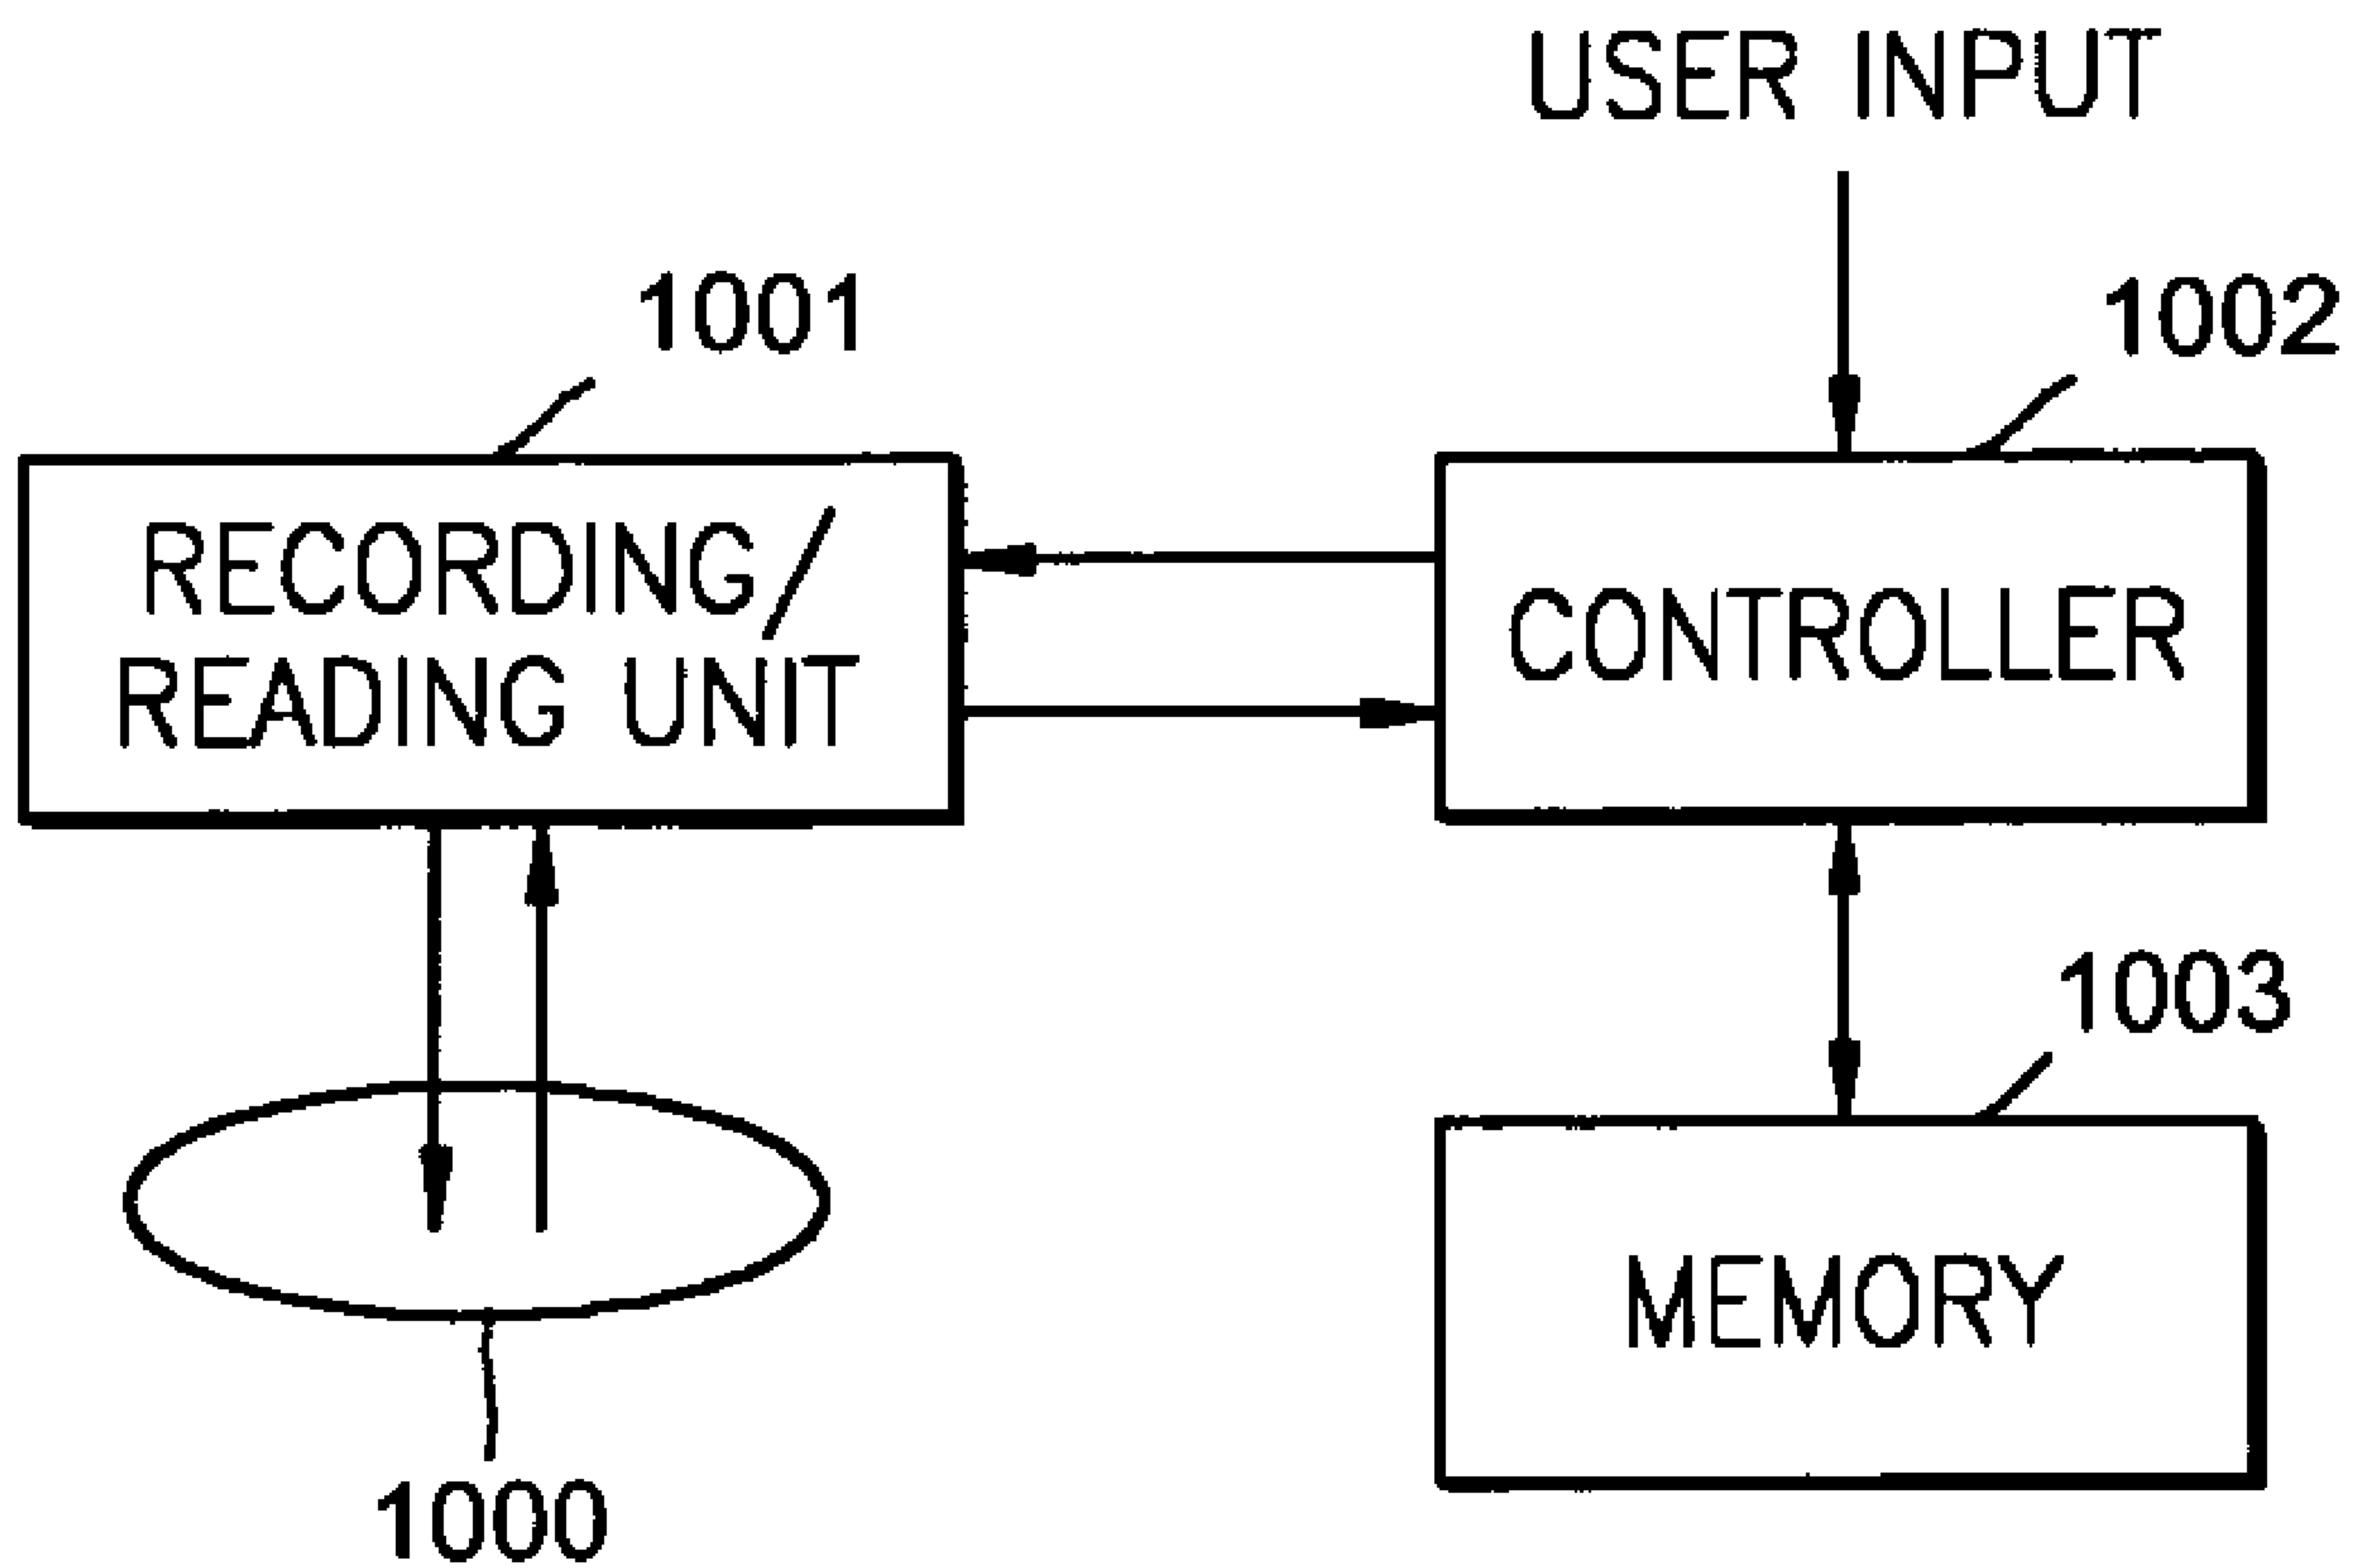 USER INPUT
1001
1002
RECORDING/
READING UNIT
CONTROLLER
1003
MEMORY
1000